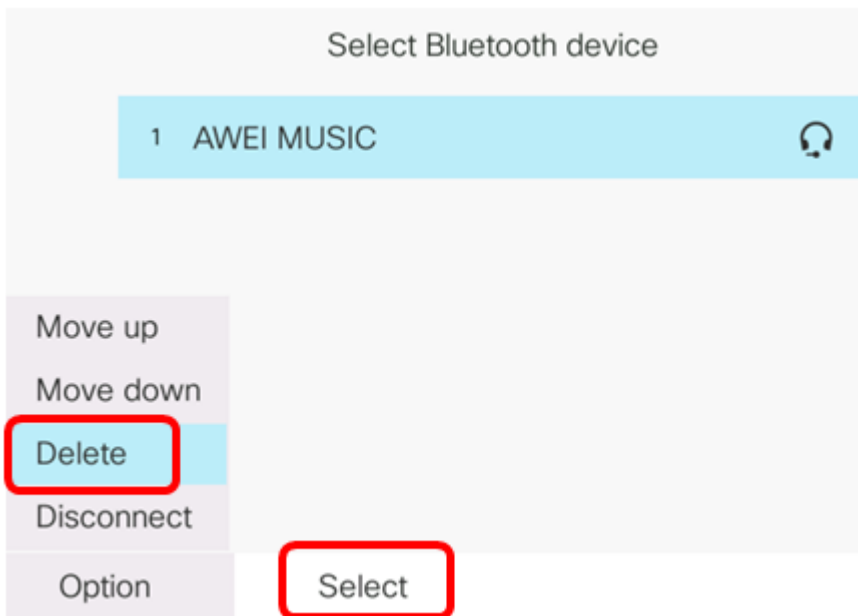 Select Bluetooth device
1 AWEI MUSIC
Move up
Move down
Delete
Disconnect
Option Select